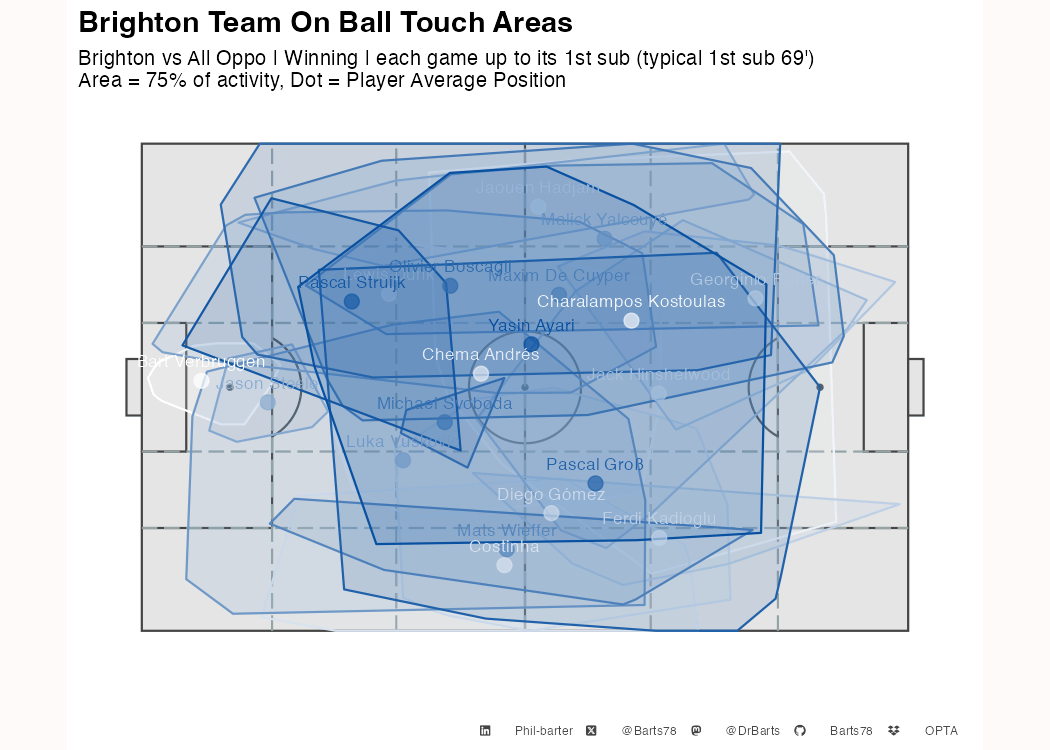 Brighton Team On Ball Touch Areas
Brighton vs All Oppo | Winning | each game up to its 1st sub (typical 1st sub 69')
Area = 75% of activity, Dot = Player Average Position
Jaouen Hadjam
Malick Yalcouye
Olivier Boscagli
Maxim De Cuyper
Pascal Struijk
Georginio
Charalampos Kostoulas
Yasin Ayari
Chema Andrés
Bart Verbruggen
Jason Steele
Jack Hinshelwood
Michael Svoboda
Luka Vušković
Pascal Groß
Diego Gómez
Ferdi Kadioglu
Mats Wieffer
Costinha
Phil-barter
@Barts78
@DrBarts
Barts78
OPTA